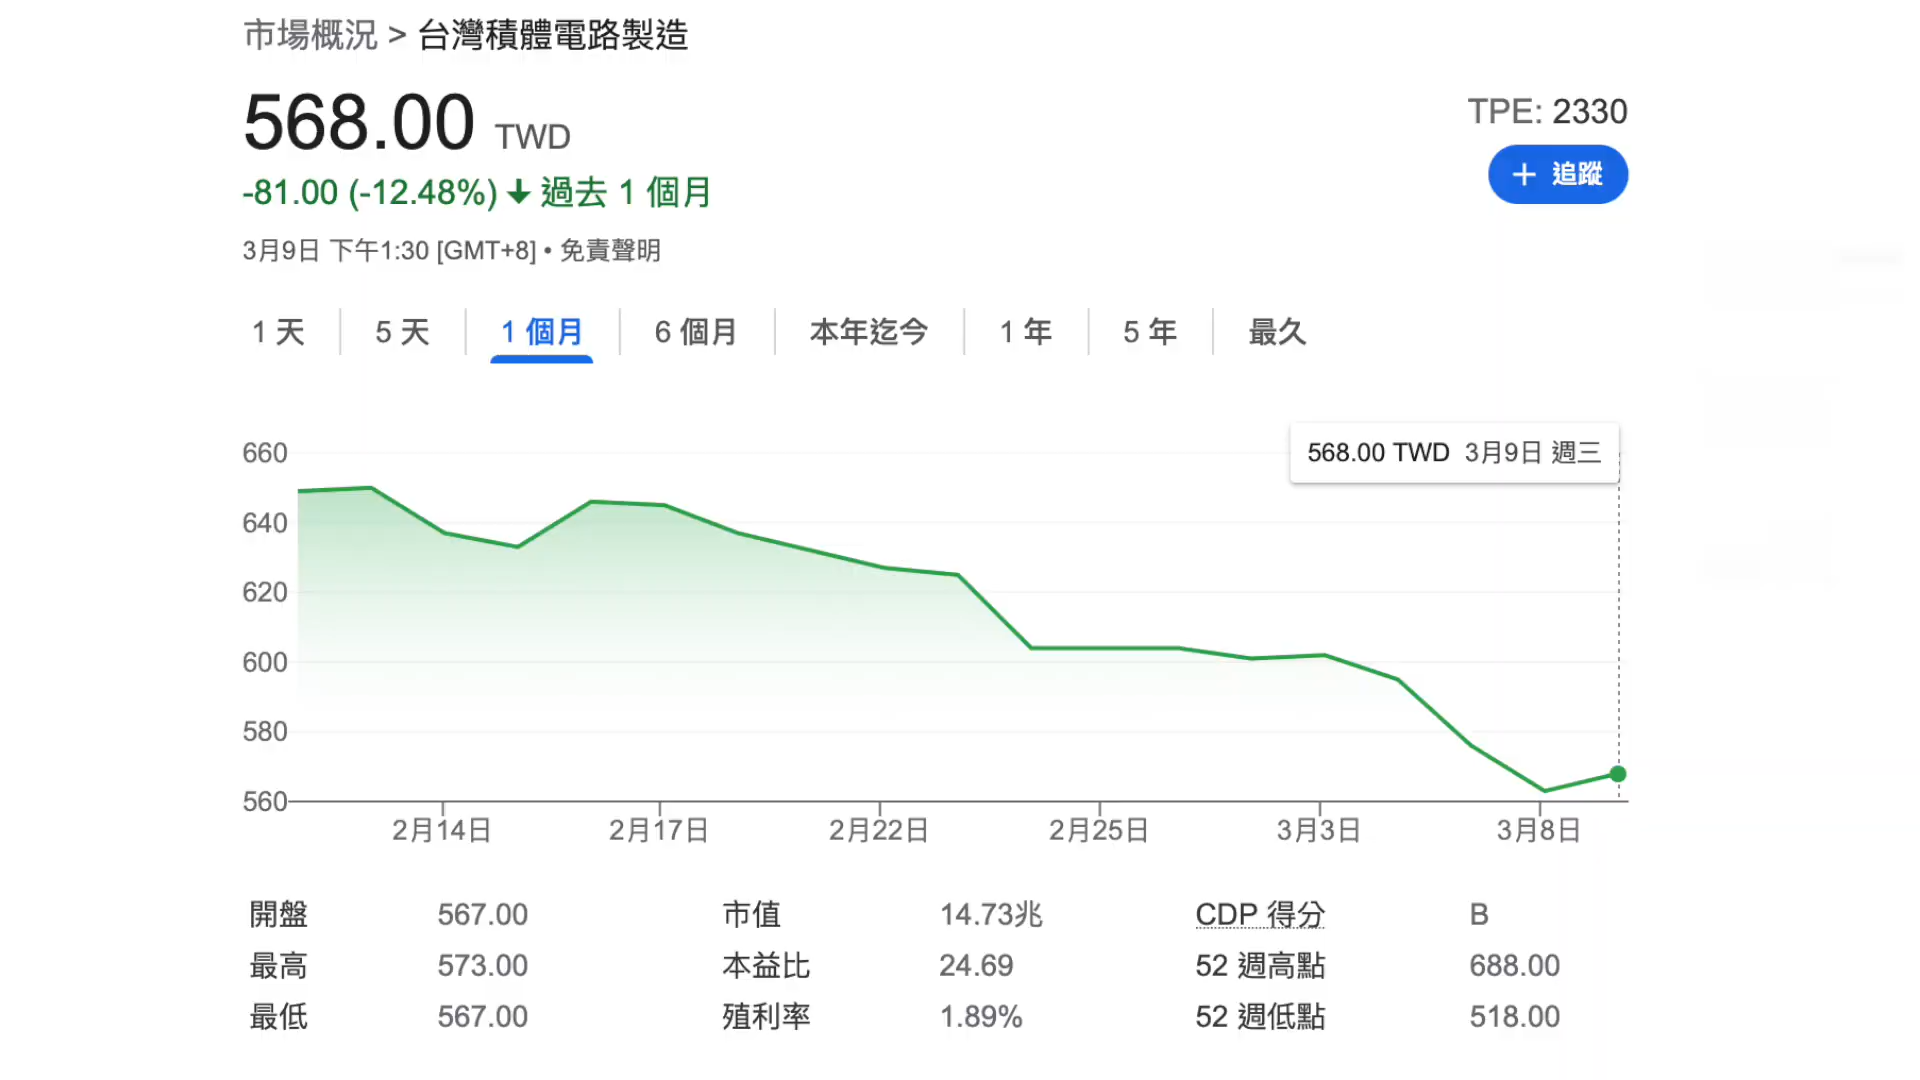 市場概況 > 台灣積體電路製造
568.00 TWD
TPE: 2330
-81.00 (-12.48%) ↓ 過去 1 個月
+ 追蹤
3月9日 下午1:30 [GMT+8] • 免責聲明
1 天 5 天 1 個月 6 個月 本年迄今 1 年 5 年 最久
568.00 TWD 3月9日 週三
660
640
620
600
580
560
2月14日 2月17日 2月22日 2月25日 3月3日 3月8日
開盤 567.00 市值 14.73兆 CDP 得分 B
最高 573.00 本益比 24.69 52 週高點 688.00
最低 567.00 殖利率 1.89% 52 週低點 518.00